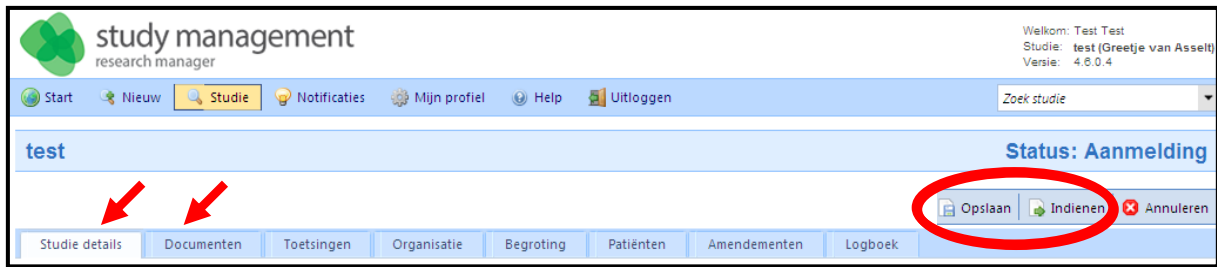 study management
research manager
Welkom: Test Test
Studie: test (Greetje van Asselt)
Versie: 4.6.0.4
Start Nieuw Studie Notificaties Mijn profiel Help Uitloggen
Zoek studie
test
Status: Aanmelding
Opslaan Indienen Annuleren
Studie details Documenten Toetsingen Organisatie Begroting Patiënten Amendementen Logboek